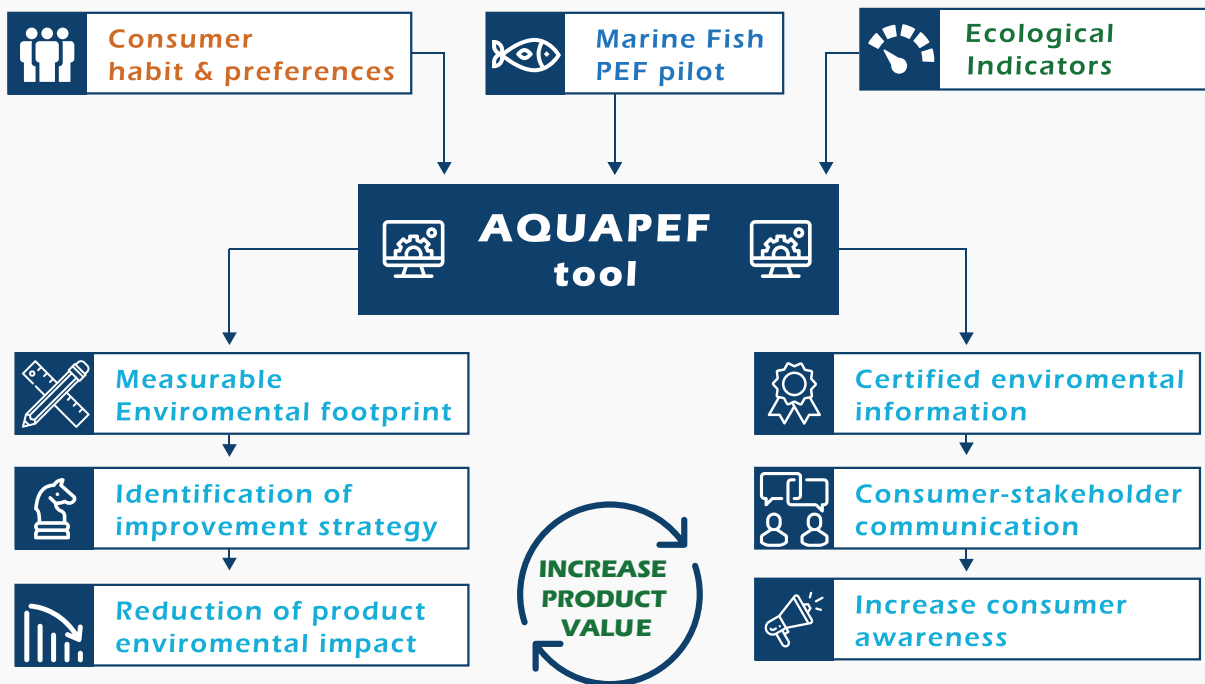 Consumer
habit & preferences
Marine Fish
PEF pilot
Ecological
Indicators
AQUAPEF
tool
Measurable
Enviromental footprint
Identification of
improvement strategy
Reduction of product
enviromental impact
INCREASE
PRODUCT
VALUE
Certified enviromental
information
Consumer-stakeholder
communication
Increase consumer
awareness